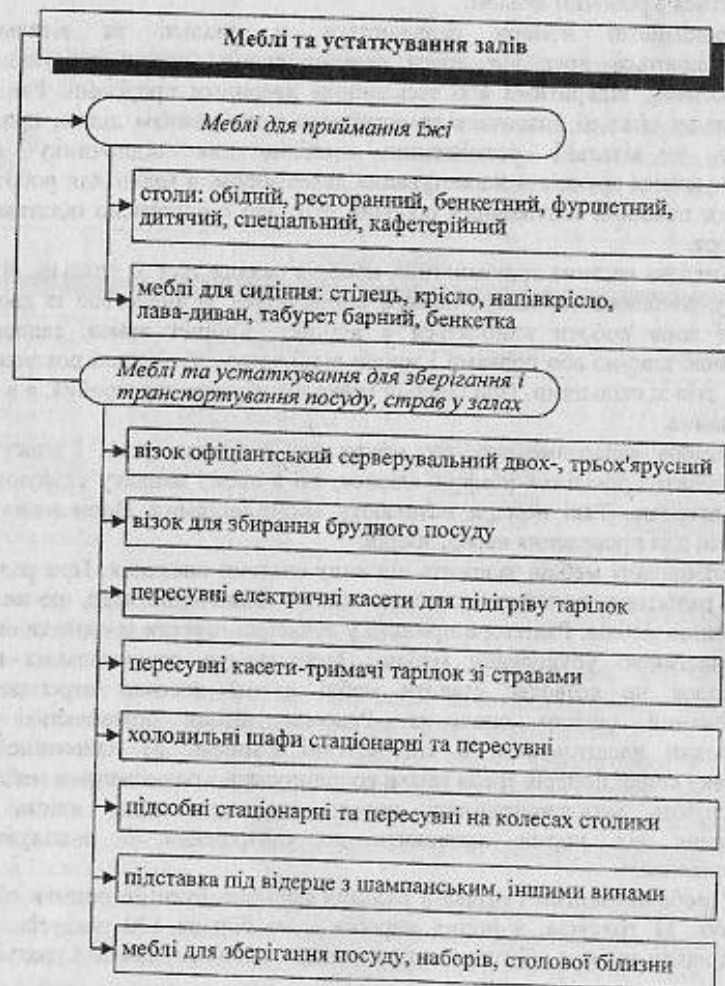 Меблі та устаткування залів
Меблі для приймання їжі
столи: обідній, ресторанний, бенкетний, фуршетний,
дитячий, спеціальний, кафетерійний
меблі для сидіння: стілець, крісло, напівкрісло,
лава-диван, табурет барний, бенкетка
Меблі та устаткування для зберігання і
транспортування посуду, страв у залах
візок офіціантський серверувальний двох-, трьох'ярусний
візок для збирання брудного посуду
пересувні електричні касети для підігріву тарілок
пересувні касети-тримачі тарілок зі стравами
холодильні шафи стаціонарні та пересувні
підсобні стаціонарні та пересувні на колесах столики
підставка під відерце з шампанським, іншими винами
меблі для зберігання посуду, наборів, столової білизни